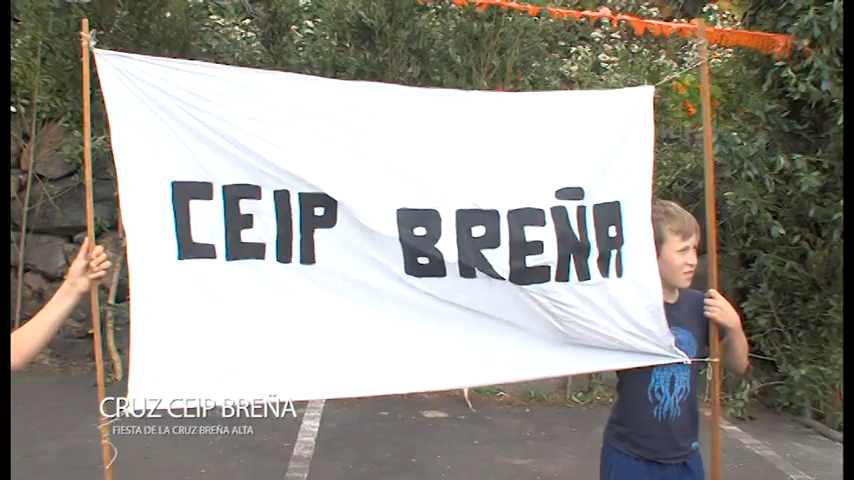 CEIP BREÑA
CRUZ CEIP BREÑA
FIESTA DE LA CRUZ BREÑA ALTA